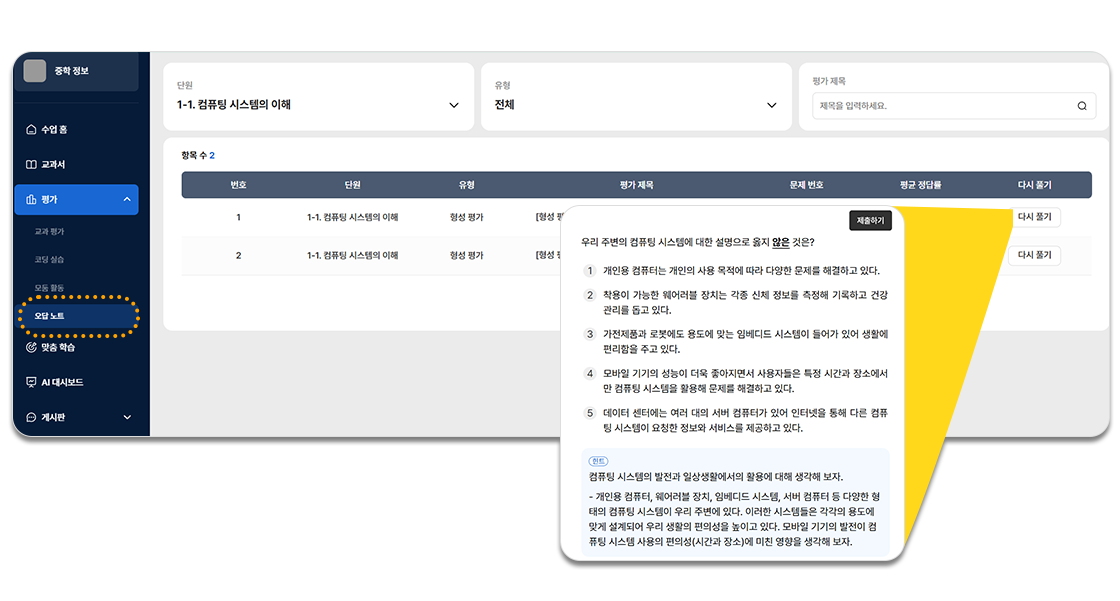 중학 정보
수업 홈
교과서
평가
교과 평가
코딩 실습
모둠 활동
오답 노트
맞춤 학습
AI 대시보드
게시판
단원
1-1. 컴퓨팅 시스템의 이해
유형
전체
평가 제목
제목을 입력하세요.
항목 수 2
번호 단원 유형 평가 제목 문제 번호 평균 정답률 다시 풀기
1 1-1. 컴퓨팅 시스템의 이해 형성 평가 [형성 다시 풀기
2 1-1. 컴퓨팅 시스템의 이해 형성 평가 [형성 다시 풀기
제출하기
우리 주변의 컴퓨팅 시스템에 대한 설명으로 옳지 않은 것은?
1 개인용 컴퓨터는 개인의 사용 목적에 따라 다양한 문제를 해결하고 있다.
2 착용이 가능한 웨어러블 장치는 각종 신체 정보를 측정해 기록하고 건강
관리를 돕고 있다.
3 가전제품과 로봇에도 용도에 맞는 임베디드 시스템이 들어가 있어 생활에
편리함을 주고 있다.
4 모바일 기기의 성능이 더욱 좋아지면서 사용자들은 특정 시간과 장소에서
만 컴퓨팅 시스템을 활용해 문제를 해결하고 있다.
5 데이터 센터에는 여러 대의 서버 컴퓨터가 있어 인터넷을 통해 다른 컴퓨
팅 시스템이 요청한 정보와 서비스를 제공하고 있다.
힌트
컴퓨팅 시스템의 발전과 일상생활에서의 활용에 대해 생각해 보자.
- 개인용 컴퓨터, 웨어러블 장치, 임베디드 시스템, 서버 컴퓨터 등 다양한 형
태의 컴퓨팅 시스템이 우리 주변에 있다. 이러한 시스템들은 각각의 용도에
맞게 설계되어 우리 생활의 편의성을 높이고 있다. 모바일 기기의 발전이 컴
퓨팅 시스템 사용의 편의성(시간과 장소)에 미친 영향을 생각해 보자.